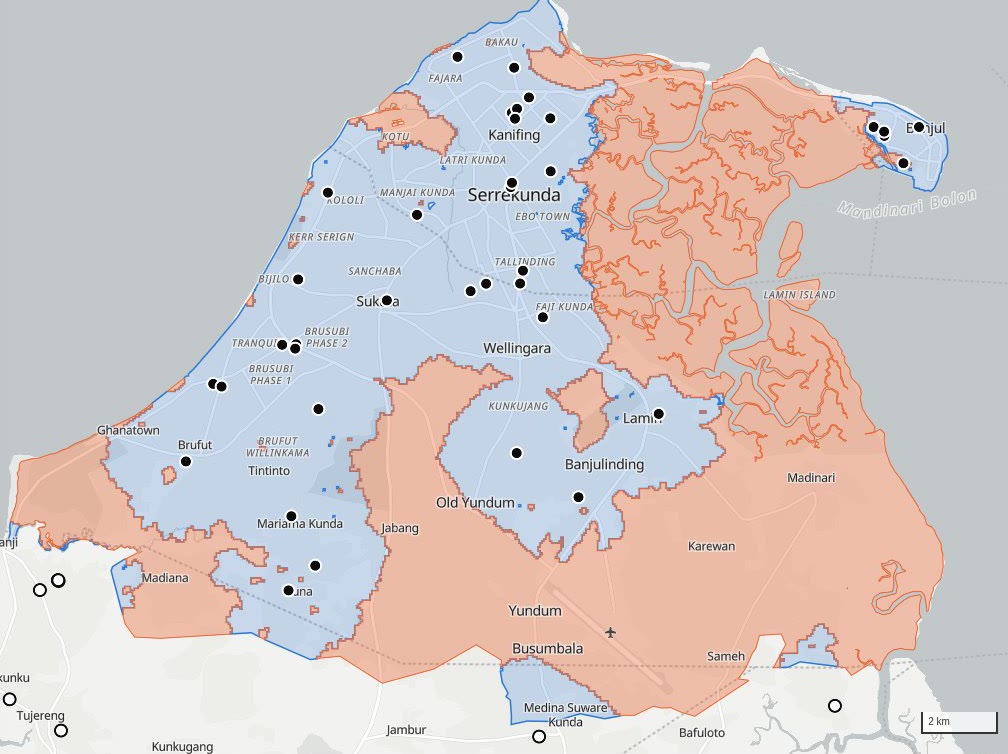 BAKAU
FAJARA
Kanifing
KOTU
LATRI KUNDA
MANJAI KUNDA
Serrekunda
KOLOLI
EBO TOWN
KERR SERIGN
Mandinari Bolon
TALLINDING
SANCHABA
BIJILO
LAMIN ISLAND
FAJI KUNDA
BRUSUBI
PHASE 2
Wellingara
BRUSUBI
PHASE 1
KUNKUJANG
Ghanatown
Brufut
BRUFUT
WILLINKAMA
Tintinto
Banjulinding
Madinari
Old Yundum
Mariama Kunda
Jabang
Karewan
Madiana
Yundum
Busumbala
Sameh
Medina Suware
Kunda
Tujereng
Jambur
Bafuloto
Kunkugang
2 km